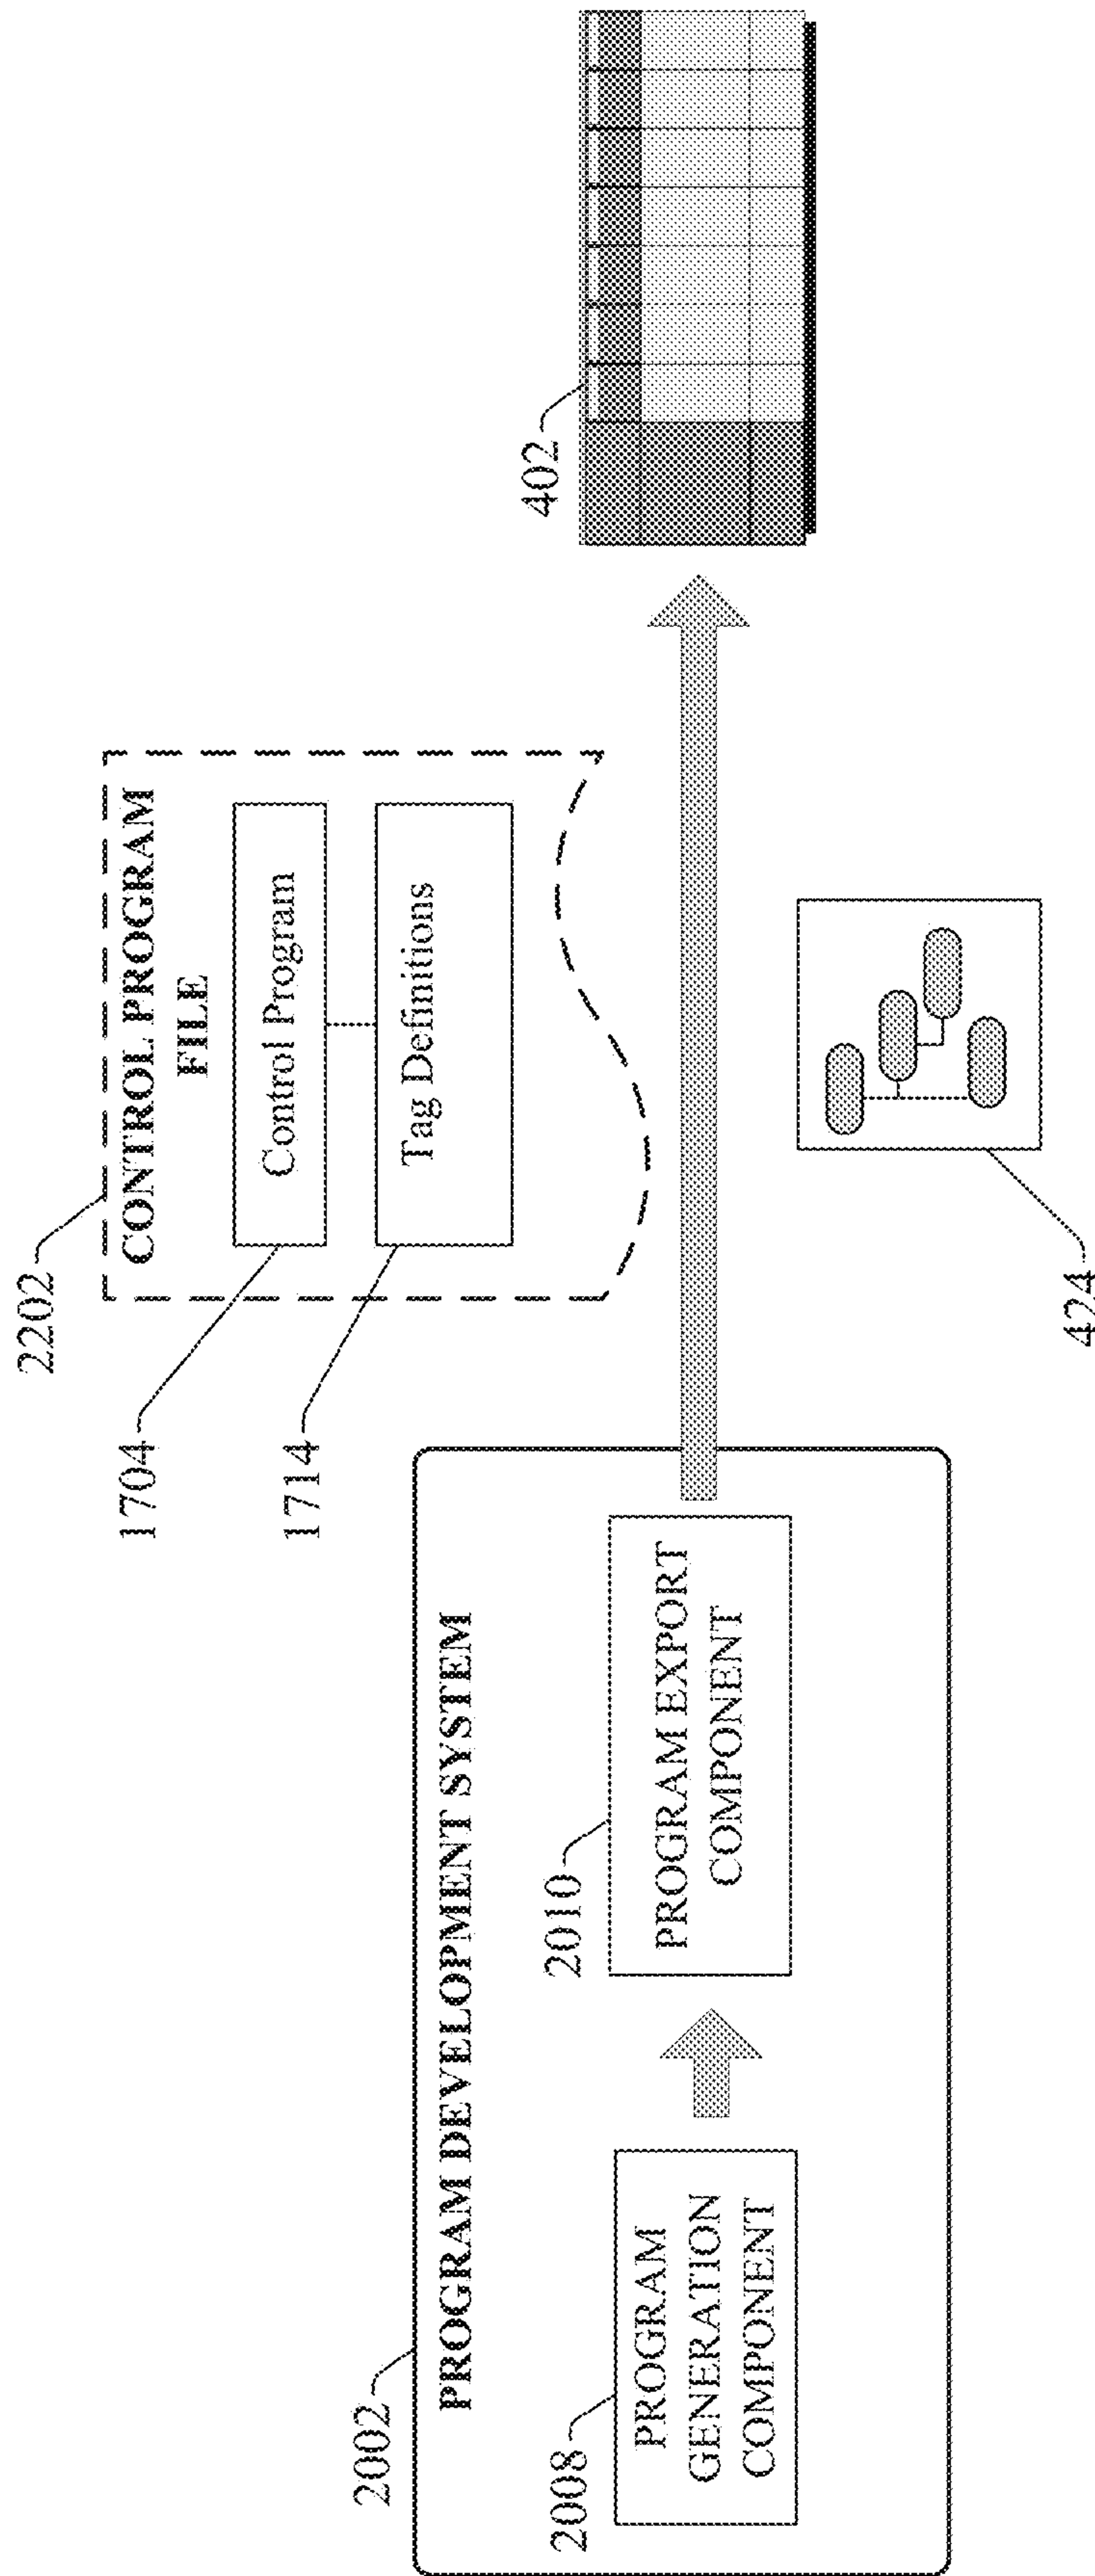 2202
CONTROL PROGRAM
FILE
1704
Control Program
1714
Tag Definitions
402
2002
PROGRAM DEVELOPMENT SYSTEM
2008
PROGRAM
GENERATION
COMPONENT
2010
PROGRAM EXPORT
COMPONENT
424